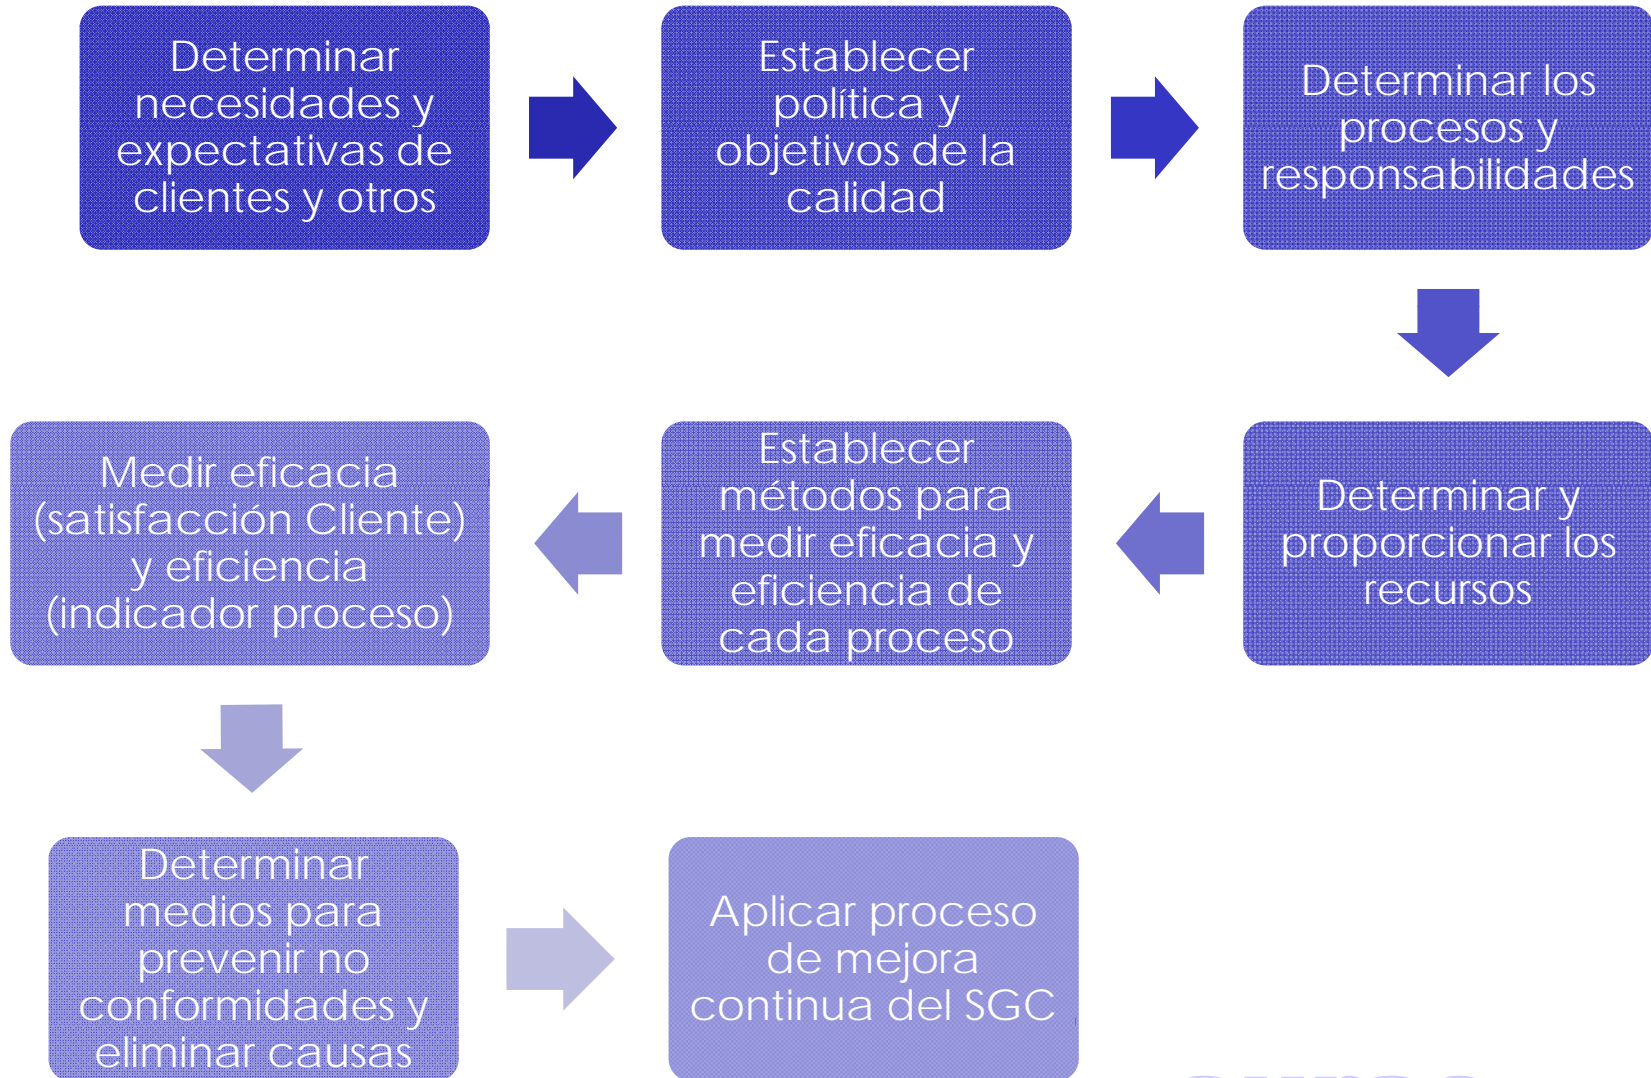 Determinar
necesidades y
expectativas de
clientes y otros
Establecer
política y
objetivos de la
calidad
Determinar los
procesos y
responsabilidades
Determinar y
proporcionar los
recursos
Establecer
métodos para
medir eficacia y
eficiencia de
cada proceso
Medir eficacia
(satisfacción Cliente)
y eficiencia
(indicador proceso)
Determinar
medios para
prevenir no
conformidades y
eliminar causas
Aplicar proceso
de mejora
continua del SGC